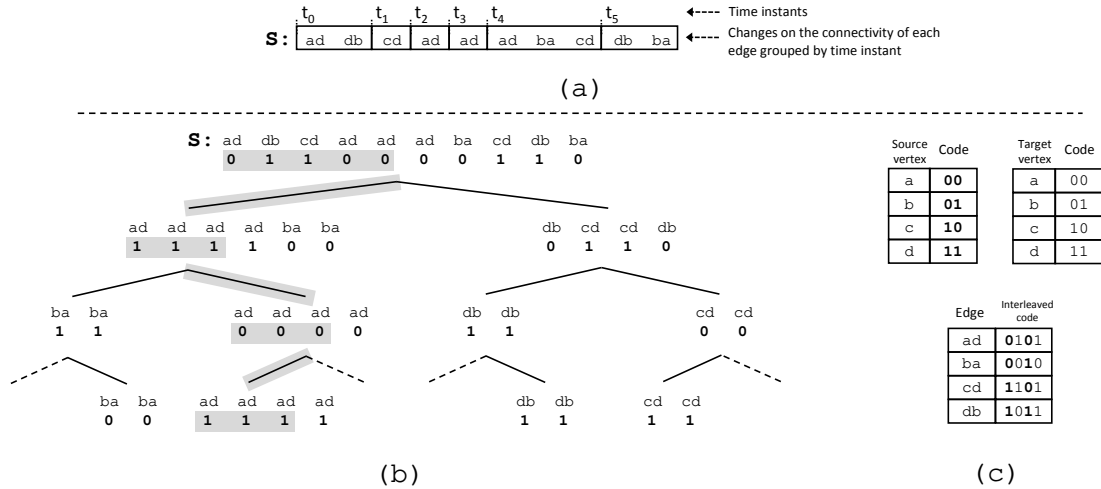 t0 t1 t2 t3 t4 t5 Time instants
S: ad db cd ad ad ad ba cd db ba Changes on the connectivity of each
edge grouped by time instant
(a)
S: ad db cd ad ad ad ba cd db ba
0 1 1 0 0 0 0 1 1 0
ad ad ad ad ba ba db cd cd db
1 1 1 1 0 0 0 1 1 0
ba ba ad ad ad ad db db cd cd
1 1 0 0 0 0 1 1 0 0
ba ba ad ad ad ad db db cd cd
0 0 1 1 1 1 1 1 1 1
(b)
Source
vertex Code
a 00
b 01
c 10
d 11
Target
vertex Code
a 00
b 01
c 10
d 11
Edge Interleaved
code
ad 0101
ba 0010
cd 1101
db 1011
(c)